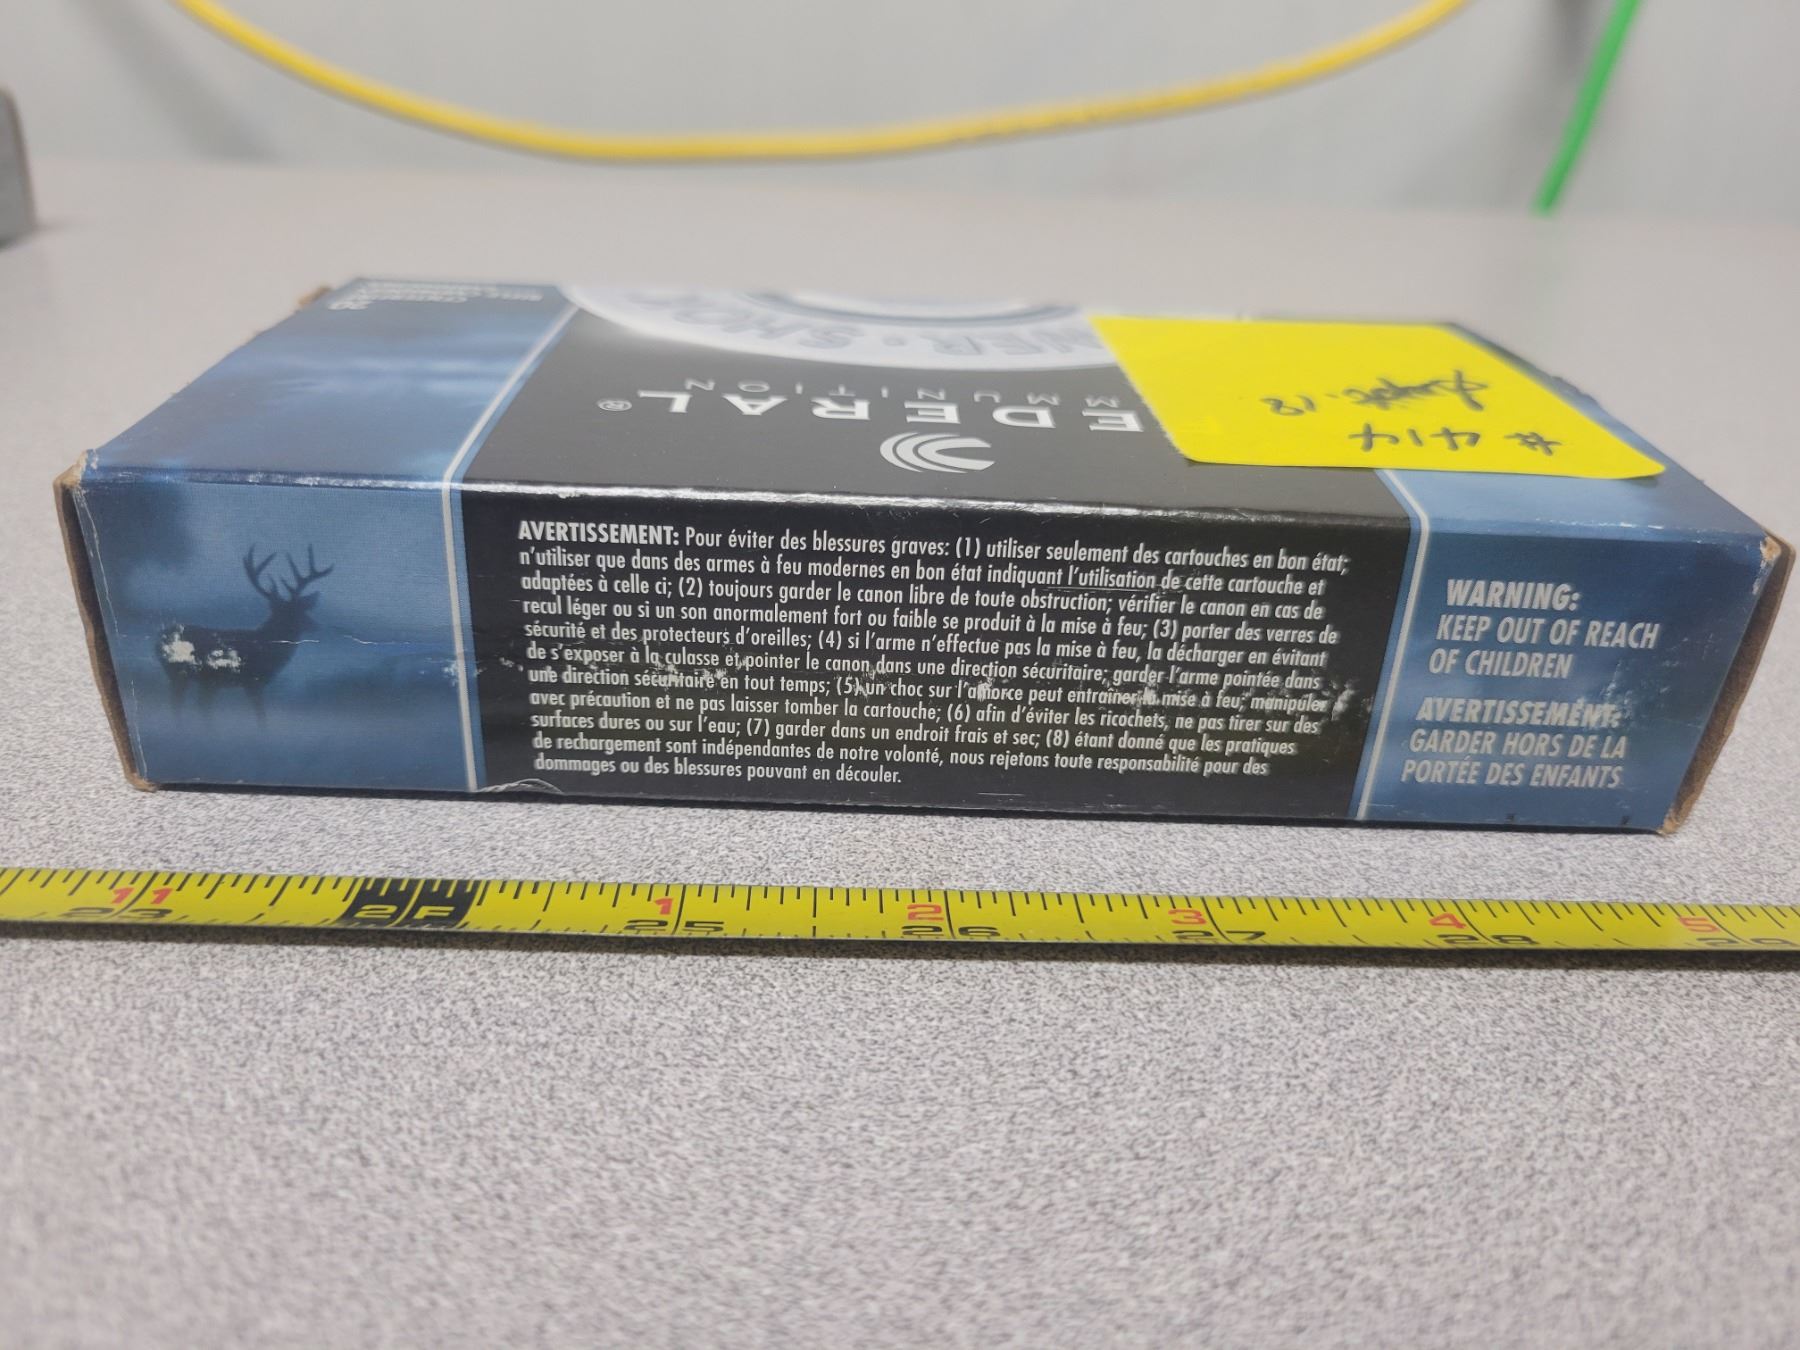 EDERAL®
MMUNITION
NER.SHO
# 414
12
AVERTISSEMENT: Pour éviter des blessures graves: (1) utiliser seulement des cartouches en bon état;
n'utiliser que dans des armes à feu modernes en bon état indiquant l'utilisation de cette cartouche et
adaptées à celle ci; (2) toujours garder le canon libre de toute obstruction; vérifier le canon en cas de
recul léger ou si un son anormalement fort ou faible se produit à la mise à feu; (3) porter des verres de
sécurité et des protecteurs d'oreilles; (4) si l'arme n'effectue pas la mise à feu, la décharger en évitant
de s'exposer à la culasse et pointer le canon dans une direction sécuritaire; garder l'arme pointée dans
une direction sécuritaire en tout temps; (5) un choc sur l'amorce peut entraîner la mise à feu; manipuler
avec précaution et ne pas laisser tomber la cartouche; (6) afin d'éviter les ricochets, ne pas tirer sur des
surfaces dures ou sur l'eau; (7) garder dans un endroit frais et sec; (8) étant donné que les pratiques
de rechargement sont indépendantes de notre volonté, nous rejetons toute responsabilité pour des
dommages ou des blessures pouvant en découler.
WARNING:
KEEP OUT OF REACH
OF CHILDREN
AVERTISSEMENT:
GARDER HORS DE LA
PORTÉE DES ENFANTS
11 2F 1 2 3 4 5
23 25 26 27 28 29